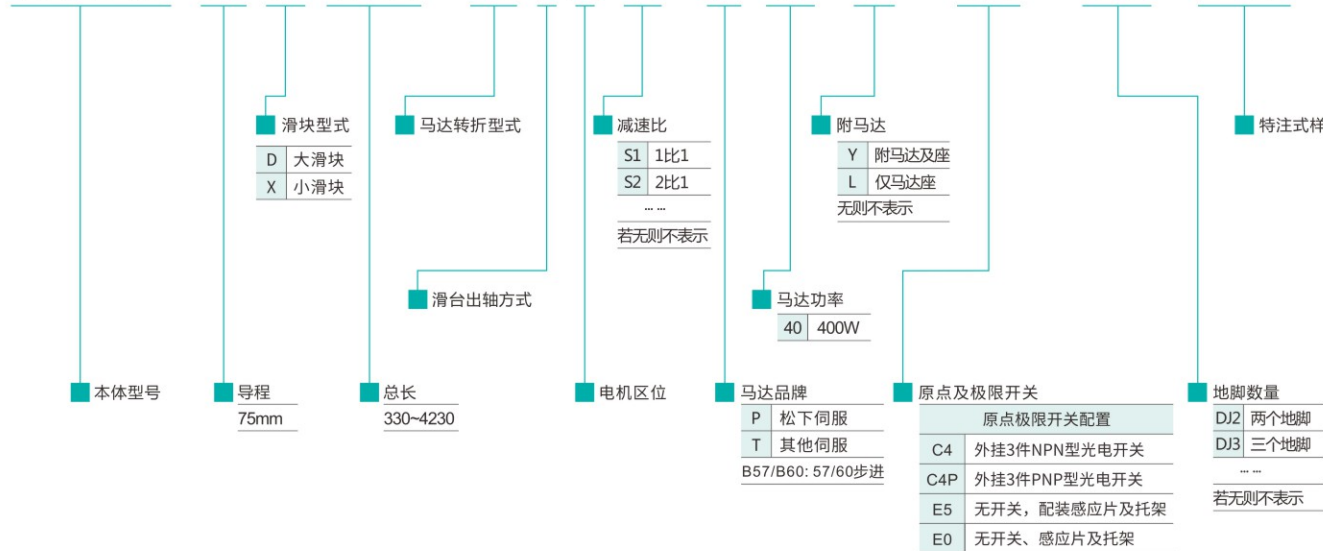 滑块型式
D 大滑块
X 小滑块
马达转折型式
减速比
S1 1比1
S2 2比1
... ...
若无则不表示
附马达
Y 附马达及座
L 仅马达座
无则不表示
特注式样
滑台出轴方式
马达功率
40 400W
本体型号
导程
75mm
总长
330~4230
电机区位
马达品牌
P 松下伺服
T 其他伺服
B57/B60: 57/60步进
原点及极限开关
原点极限开关配置
C4 外挂3件NPN型光电开关
C4P 外挂3件PNP型光电开关
E5 无开关，配装感应片及托架
E0 无开关、感应片及托架
地脚数量
DJ2 两个地脚
DJ3 三个地脚
... ...
若无则不表示